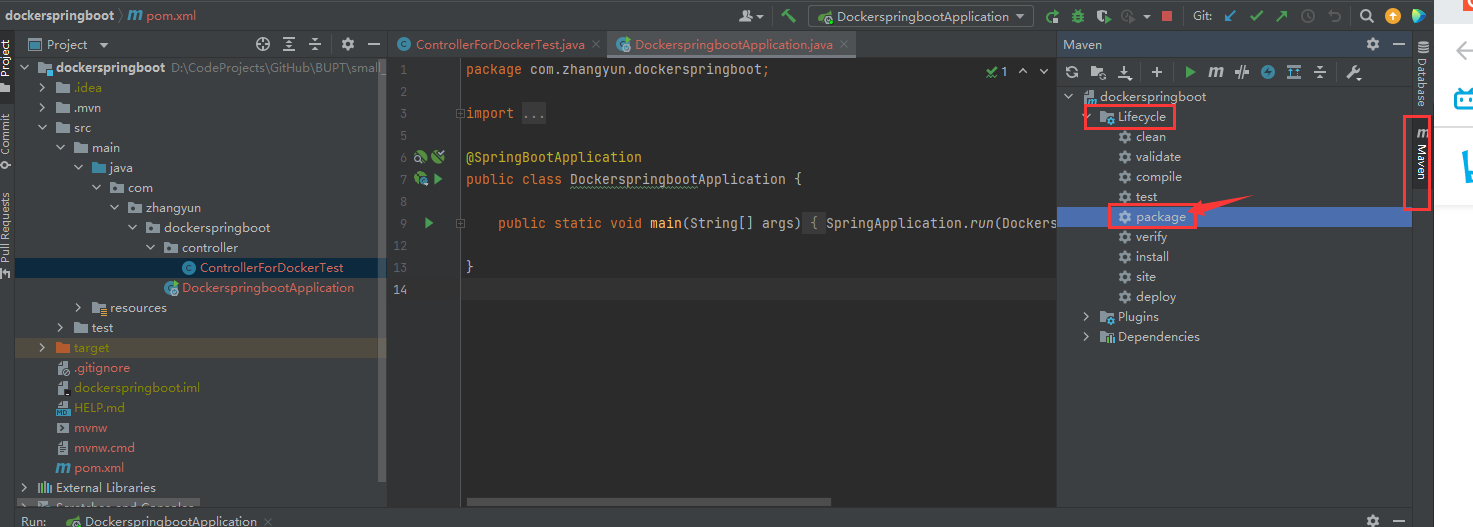 dockerspringboot pom.xml
DockerspringbootApplication
Git:
Project
Commit
Pull Requests
Project
dockerspringboot D:\CodeProjects\GitHub\BUPT\small_
.idea
.mvn
src
main
java
com
zhangyun
dockerspringboot
controller
ControllerForDockerTest
DockerspringbootApplication
resources
test
target
.gitignore
dockerspringboot.iml
HELP.md
mvnw
mvnw.cmd
pom.xml
External Libraries
Scratches and Consoles
ControllerForDockerTest.java
DockerspringbootApplication.java
1 package com.zhangyun.dockerspringboot;
2
3 import ...
5
6 @SpringBootApplication
7 public class DockerspringbootApplication {
8
9 public static void main(String[] args) { SpringApplication.run(Dockers
12
13 }
14
1
Maven
dockerspringboot
Lifecycle
clean
validate
compile
test
package
verify
install
site
deploy
Plugins
Dependencies
Database
Maven
Run: DockerspringbootApplication